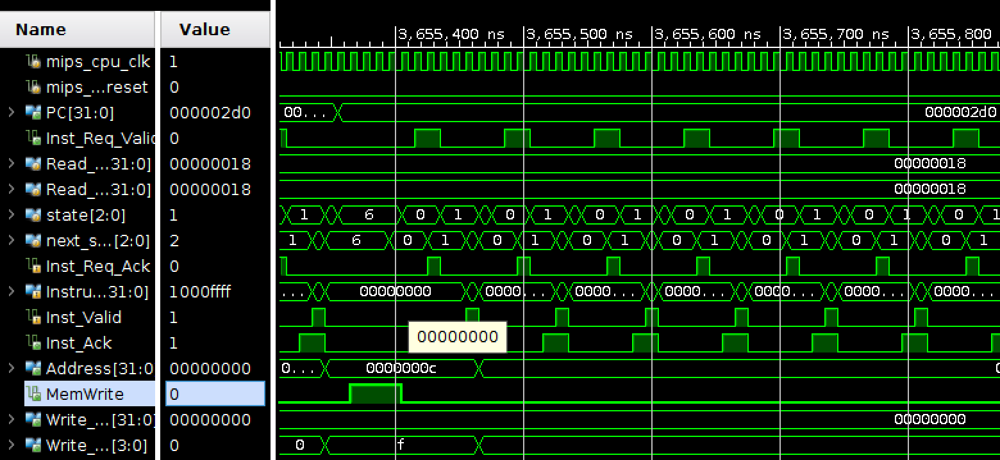 Name Value
3,655,400 ns 3,655,500 ns 3,655,600 ns 3,655,700 ns 3,655,800
mips_cpu_clk 1
mips_...reset 0
PC[31:0] 000002d0 00... 000002d0
Inst_Req_Valid 0
Read_...31:0] 00000018 00000018
Read_...31:0] 00000018 00000018
state[2:0] 1 1 6 0 1 0 1 0 1 0 1 0 1 0 1 0 1
next_s...[2:0] 2 1 6 0 1 0 1 0 1 0 1 0 1 0 1 0 1
Inst_Req_Ack 0
Instru...31:0] 1000ffff ... 00000000 0000... 0000... 0000... 0000... 0000... 0000...
Inst_Valid 1
00000000
Inst_Ack 1
Address[31:0 00000000 0... 0000000c 0
MemWrite 0
Write_...[31:0] 00000000 00000000
Write_...[3:0] 0 0 f